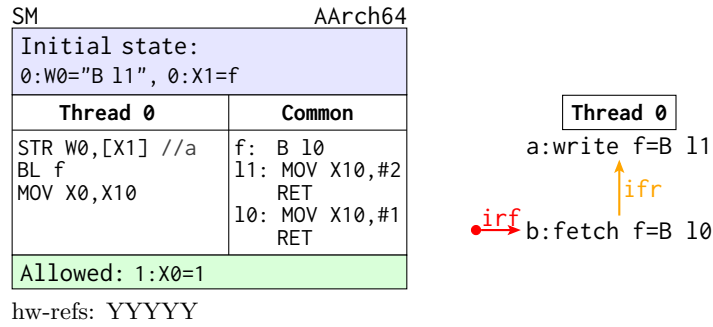 SM AArch64
Initial state:
0:W0="B l1", 0:X1=f
Thread 0 Common
STR W0,[X1] //a f: B l0
BL f l1: MOV X10,#2
MOV X0,X10 RET
l0: MOV X10,#1
RET
Allowed: 1:X0=1
hw-refs: YYYYY
Thread 0
a:write f=B l1
ifr
irf
b:fetch f=B l0